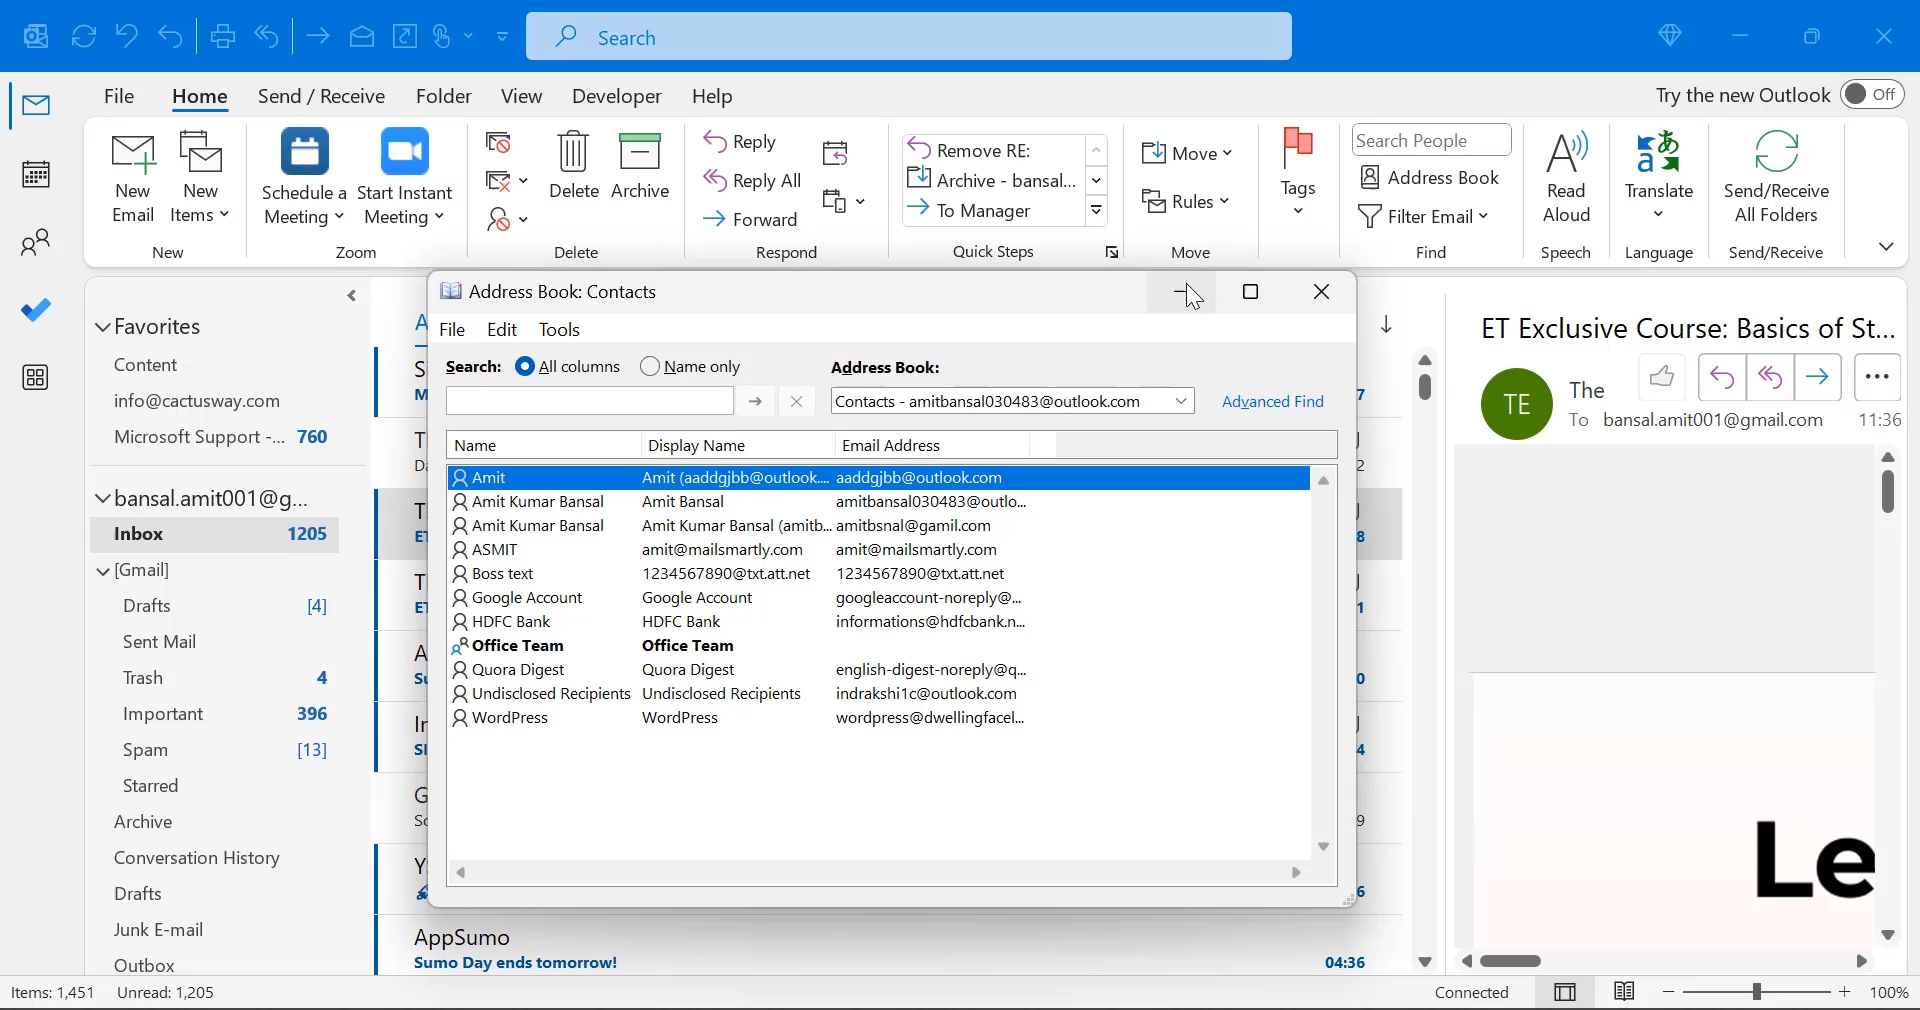 Search
File Home Send / Receive Folder View Developer Help
Try the new Outlook Off
New Email
New Items
New
Schedule a Meeting
Start Instant Meeting
Zoom
Delete
Archive
Delete
Reply
Reply All
Forward
Respond
Remove RE:
Archive - bansal...
To Manager
Quick Steps
Move
Rules
Move
Tags
Search People
Address Book
Filter Email
Find
Read Aloud
Speech
Translate
Language
Send/Receive All Folders
Send/Receive
Favorites
Content
info@cactusway.com
Microsoft Support -... 760
bansal.amit001@g...
Inbox 1205
[Gmail]
Drafts [4]
Sent Mail
Trash 4
Important 396
Spam [13]
Starred
Archive
Conversation History
Drafts
Junk E-mail
Outbox
Address Book: Contacts
File Edit Tools
Search: All columns Name only Address Book:
Contacts - amitbansal030483@outlook.com Advanced Find
Name Display Name Email Address
Amit Amit (aaddgjbb@outlook.... aaddgjbb@outlook.com
Amit Kumar Bansal Amit Bansal amitbansal030483@outlo...
Amit Kumar Bansal Amit Kumar Bansal (amitb... amitbsnal@gamil.com
ASMIT amit@mailsmartly.com amit@mailsmartly.com
Boss text 1234567890@txt.att.net 1234567890@txt.att.net
Google Account Google Account googleaccount-noreply@...
HDFC Bank HDFC Bank informations@hdfcbank.n...
Office Team Office Team
Quora Digest Quora Digest english-digest-noreply@q...
Undisclosed Recipients Undisclosed Recipients indrakshi1c@outlook.com
WordPress WordPress wordpress@dwellingfacel...
AppSumo
Sumo Day ends tomorrow! 04:36
ET Exclusive Course: Basics of St...
TE
The
To bansal.amit001@gmail.com 11:36
Le
Items: 1,451 Unread: 1,205
Connected 100%